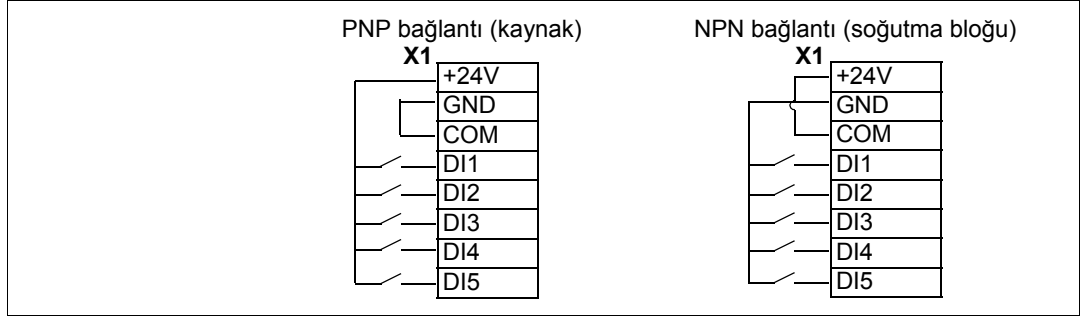 PNP bağlantı (kaynak)
X1
+24V
GND
COM
DI1
DI2
DI3
DI4
DI5
NPN bağlantı (soğutma bloğu)
X1
+24V
GND
COM
DI1
DI2
DI3
DI4
DI5